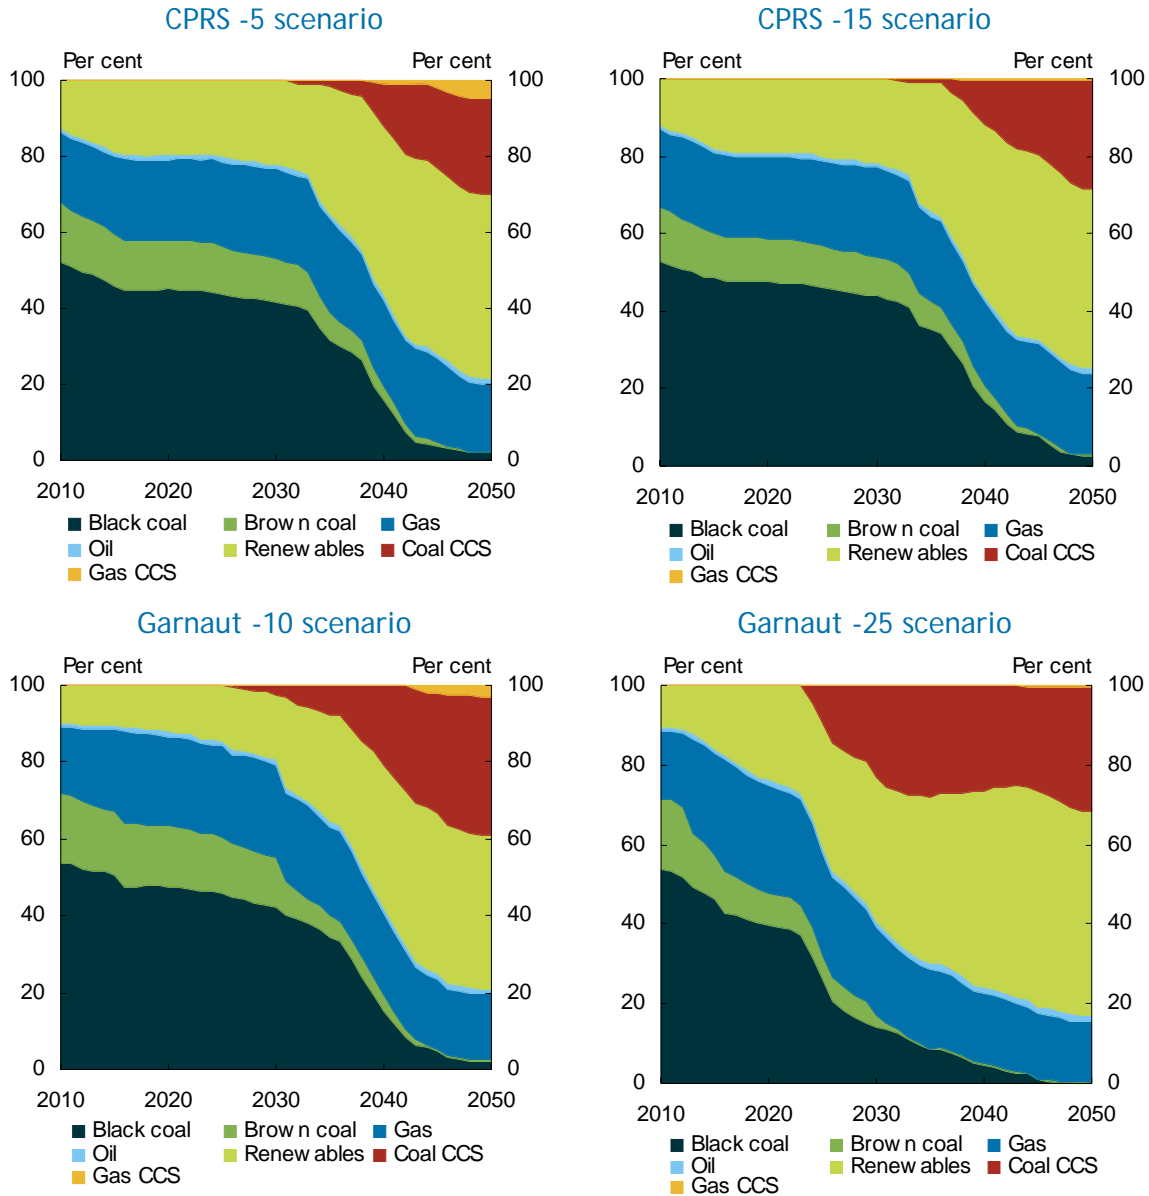 CPRS -5 scenario
Per cent Per cent
100 100
80 80
60 60
40 40
20 20
0 0
2010 2020 2030 2040 2050
Black coal Brow n coal Gas
Oil Renew ables Coal CCS
Gas CCS
CPRS -15 scenario
Per cent Per cent
100 100
80 80
60 60
40 40
20 20
0 0
2010 2020 2030 2040 2050
Black coal Brow n coal Gas
Oil Renew ables Coal CCS
Gas CCS
Garnaut -10 scenario
Per cent Per cent
100 100
80 80
60 60
40 40
20 20
0 0
2010 2020 2030 2040 2050
Black coal Brow n coal Gas
Oil Renew ables Coal CCS
Gas CCS
Garnaut -25 scenario
Per cent Per cent
100 100
80 80
60 60
40 40
20 20
0 0
2010 2020 2030 2040 2050
Black coal Brow n coal Gas
Oil Renew ables Coal CCS
Gas CCS